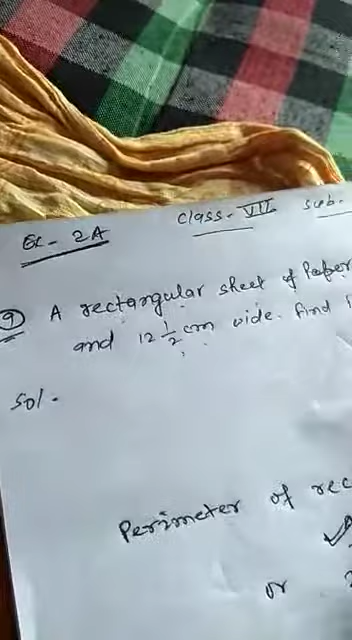 Class - VII Sub.
Ex - 2A
9 A rectangular sheet of Paper
and 12 1/2 cm wide. Find
Sol.
Perimeter of rec
or